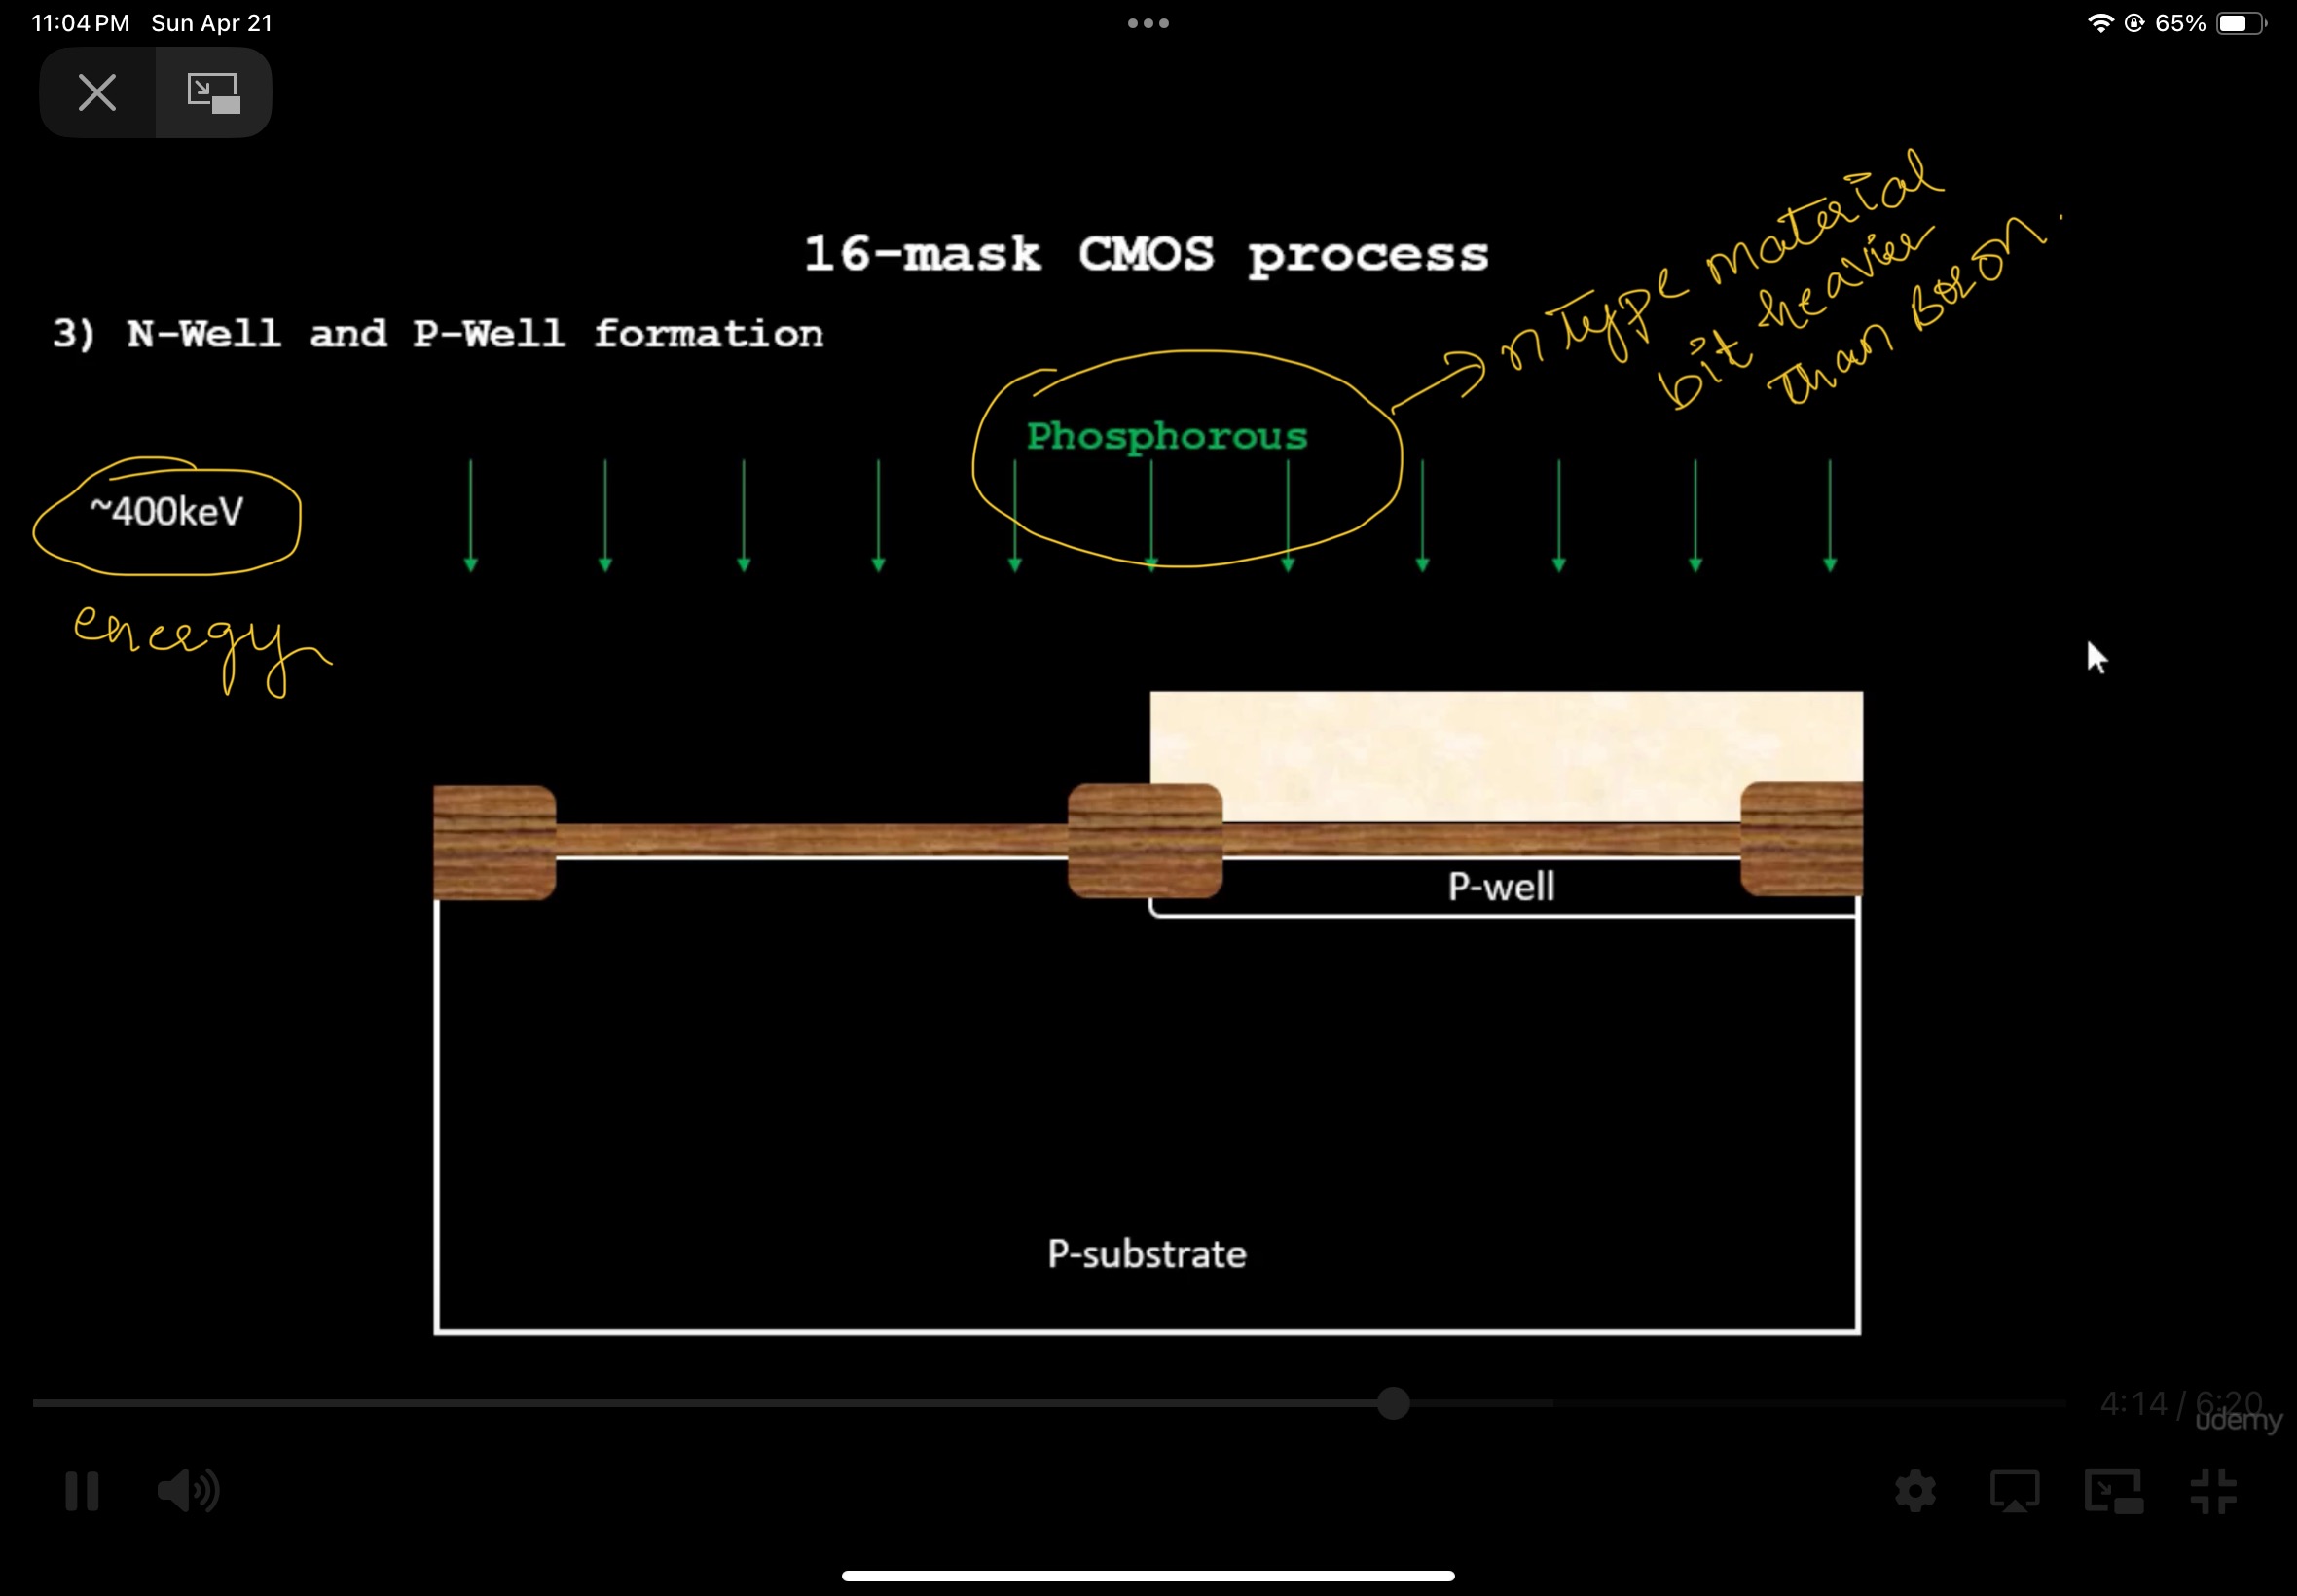 11:04 PM Sun Apr 21
65%
16-mask CMOS process
3) N-Well and P-Well formation
n type material
bit heavier
than Boron.
Phosphorous
~400keV
energy
P-well
P-substrate
4:14 / 6:20
udemy